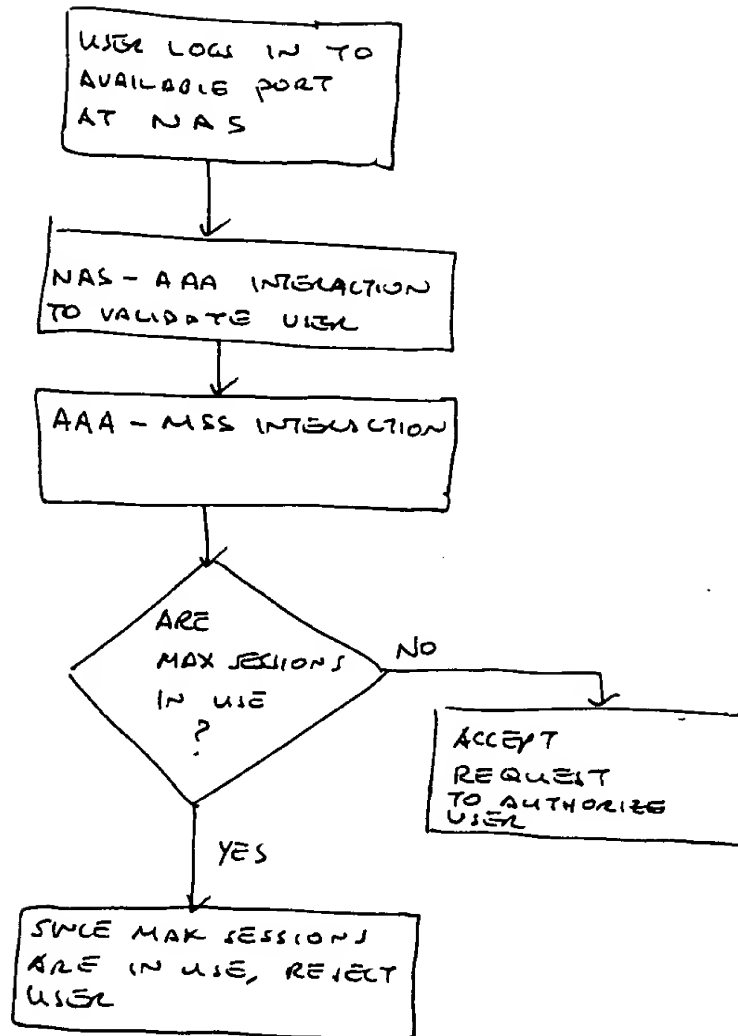 USER LOGS IN TO
AVAILABLE PORT
AT NAS
NAS - AAA INTERACTION
TO VALIDATE USER
AAA - MSS INTERACTION
ARE
MAX SESSIONS
IN USE
?
NO
ACCEPT
REQUEST
TO AUTHORIZE
USER
YES
SINCE MAX SESSIONS
ARE IN USE, REJECT
USER